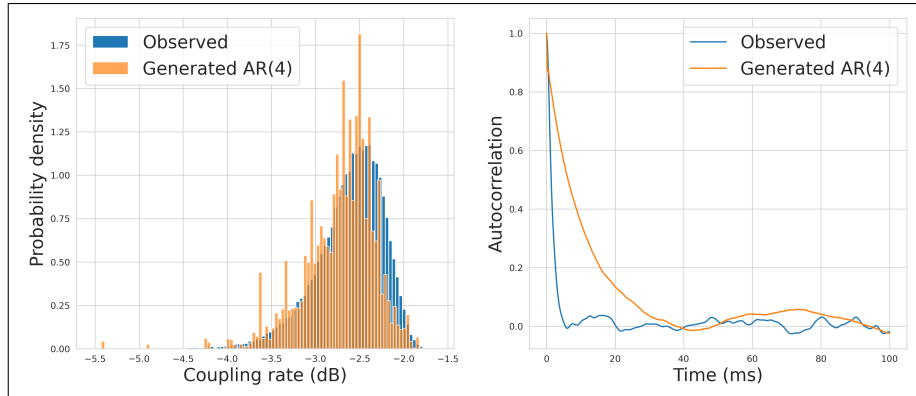 Observed
Generated AR(4)
Probability density
1.75
1.50
1.25
1.00
0.75
0.50
0.25
0.00
−5.5 −5.0 −4.5 −4.0 −3.5 −3.0 −2.5 −2.0 −1.5
Coupling rate (dB)
Observed
Generated AR(4)
Autocorrelation
1.0
0.8
0.6
0.4
0.2
0.0
0 20 40 60 80 100
Time (ms)